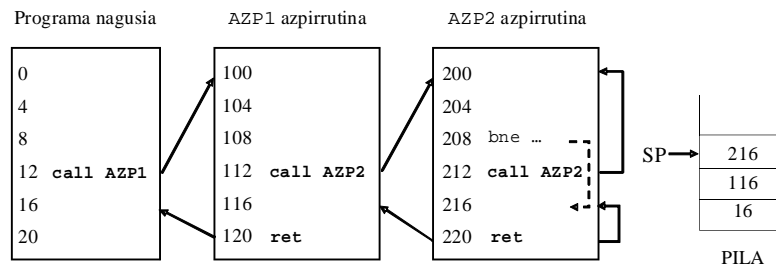 Programa nagusia
AZP1 azpirrutina
AZP2 azpirrutina
0
4
8
12 call AZP1
16
20
100
104
108
112 call AZP2
116
120 ret
200
204
208 bne ...
212 call AZP2
216
220 ret
SP
216
116
16
PILA